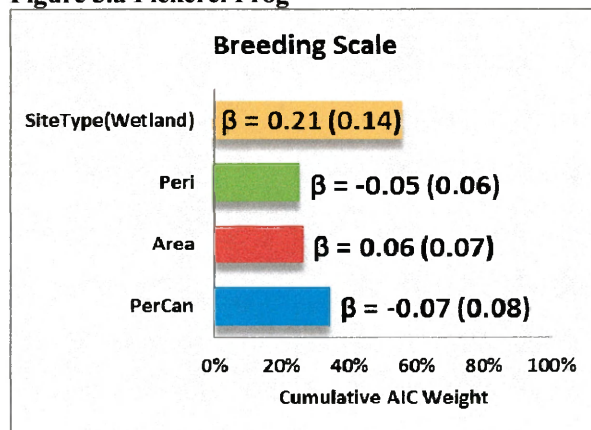 Breeding Scale
SiteType(Wetland) β = 0.21 (0.14)
Peri β = -0.05 (0.06)
Area β = 0.06 (0.07)
PerCan β = -0.07 (0.08)
0% 20% 40% 60% 80% 100%
Cumulative AIC Weight